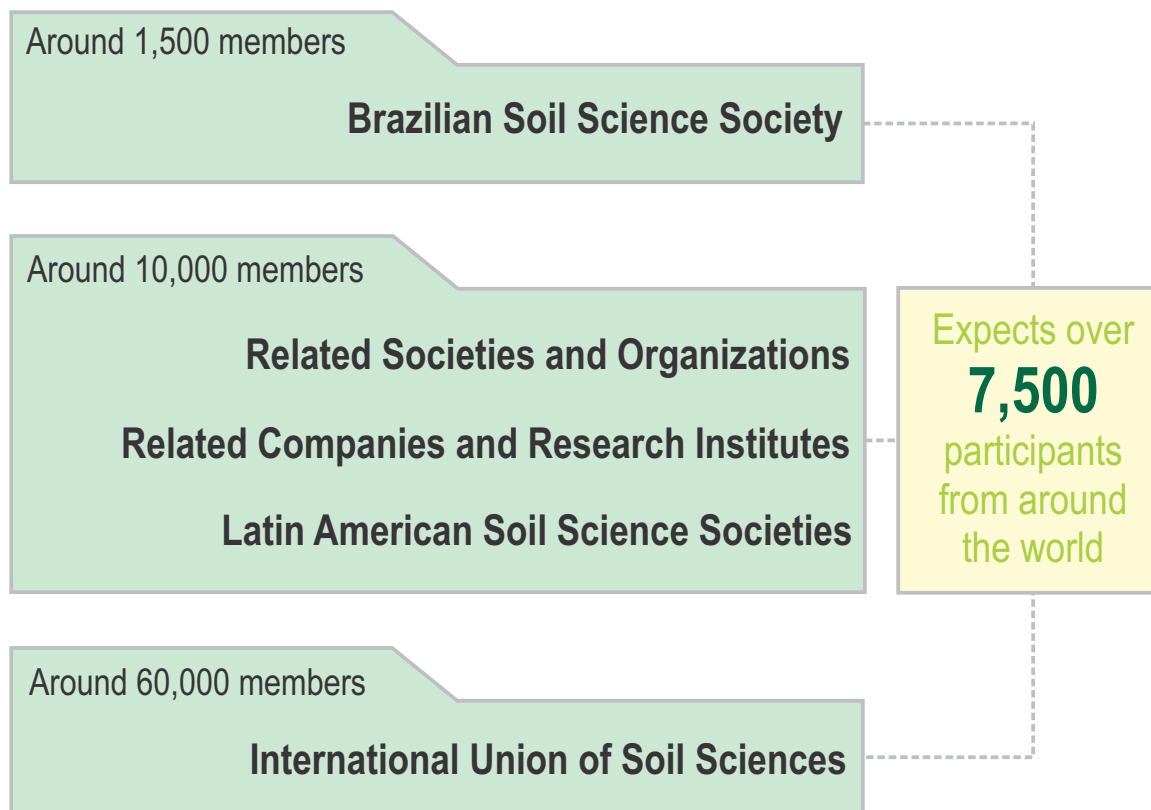 Around 1,500 members
Brazilian Soil Science Society
Around 10,000 members
Related Societies and Organizations
Related Companies and Research Institutes
Latin American Soil Science Societies
Around 60,000 members
International Union of Soil Sciences
Expects over
7,500
participants
from around
the world